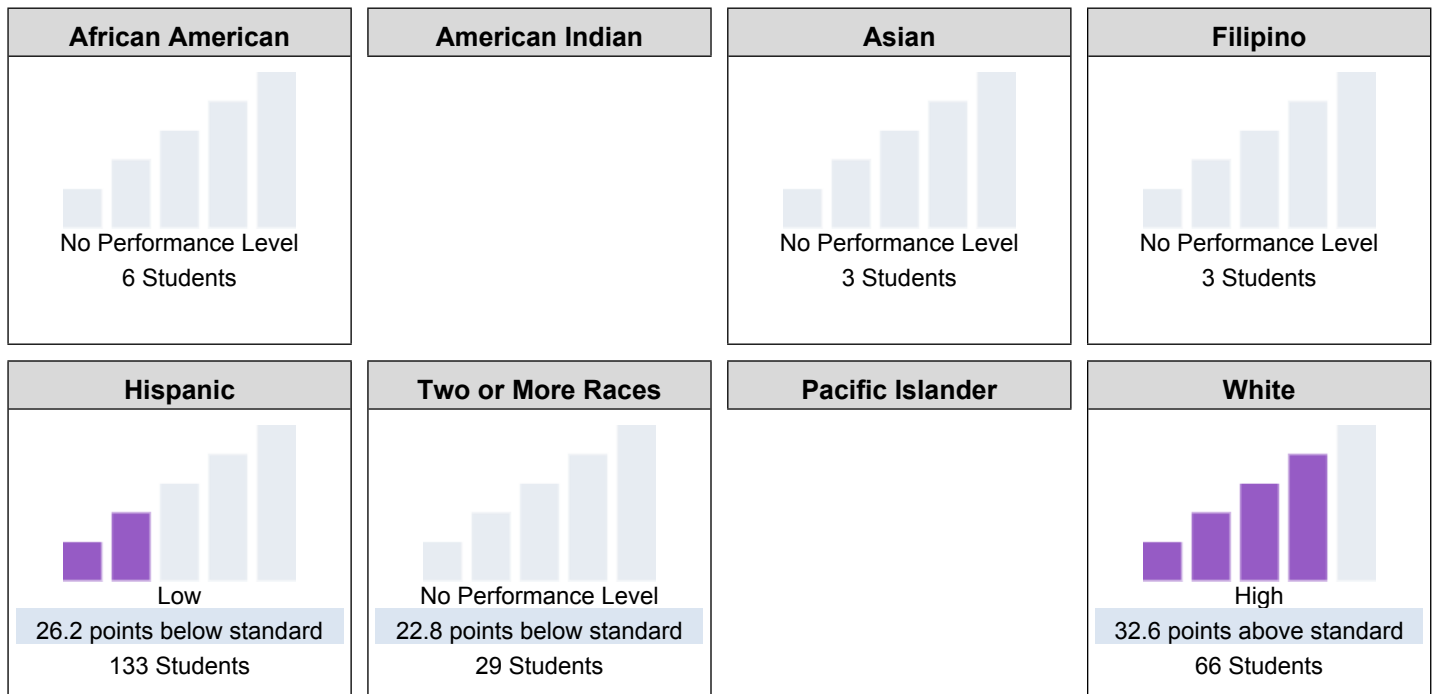 African American
No Performance Level
6 Students
American Indian
Asian
No Performance Level
3 Students
Filipino
No Performance Level
3 Students
Hispanic
Low
26.2 points below standard
133 Students
Two or More Races
No Performance Level
22.8 points below standard
29 Students
Pacific Islander
White
High
32.6 points above standard
66 Students